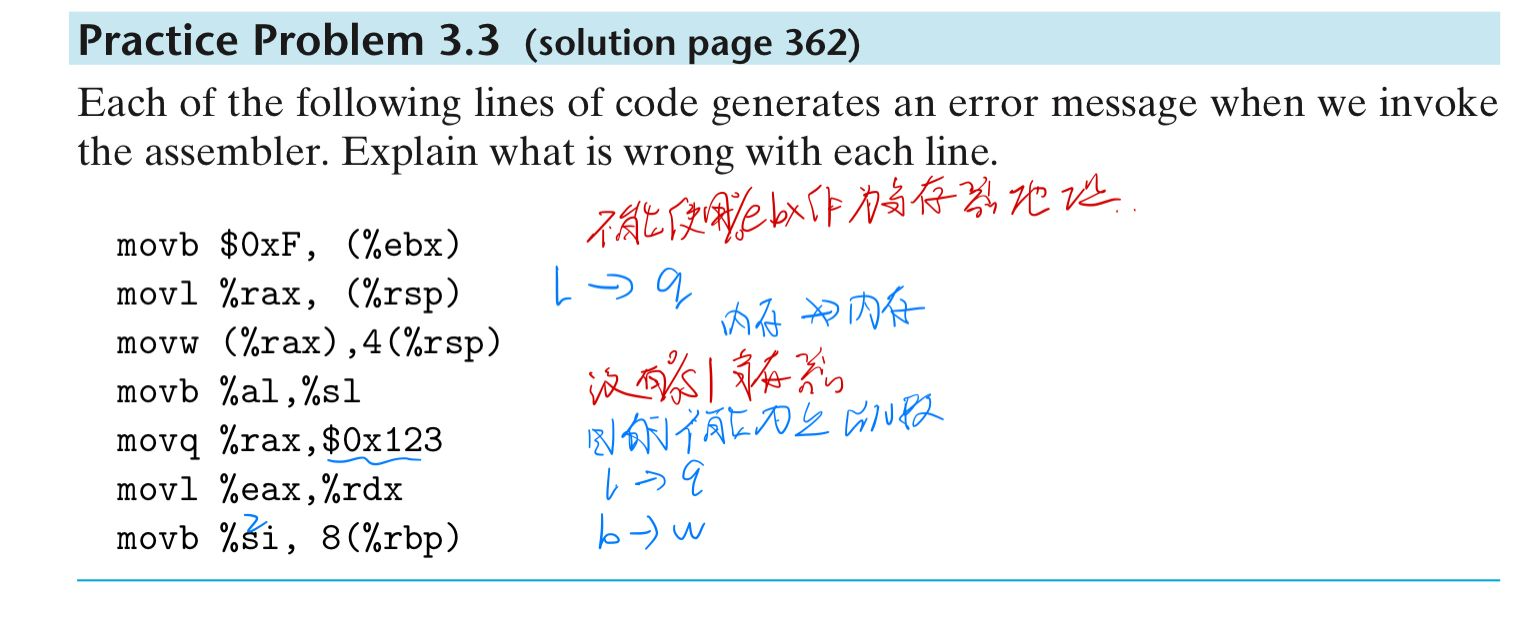 Practice Problem 3.3 (solution page 362)
Each of the following lines of code generates an error message when we invoke
the assembler. Explain what is wrong with each line.
不能使用%ebx作为寄存器地址..
movb $0xF, (%ebx)
movl %rax, (%rsp)
L → q
movw (%rax),4(%rsp)
内存 内存
movb %al,%sl
没有%sl寄存器
movq %rax,$0x123
目的不能为立即数
movl %eax,%rdx
l → q
movb %si, 8(%rbp)
2
b → w